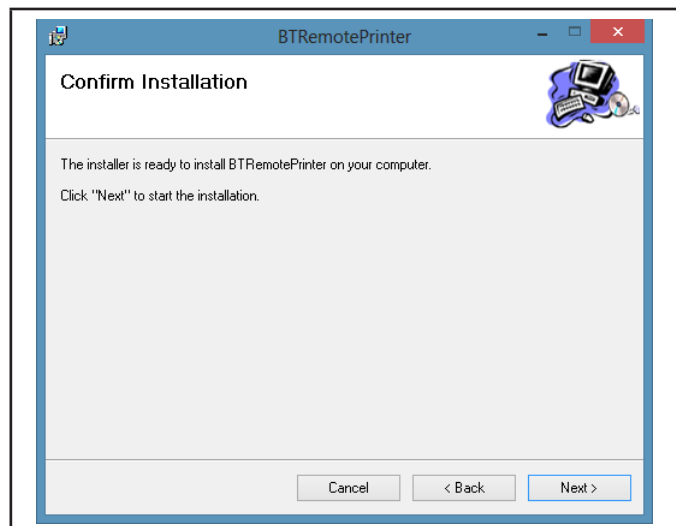 BTRemotePrinter
Confirm Installation
The installer is ready to install BTRemotePrinter on your computer.
Click "Next" to start the installation.
Cancel
< Back
Next >